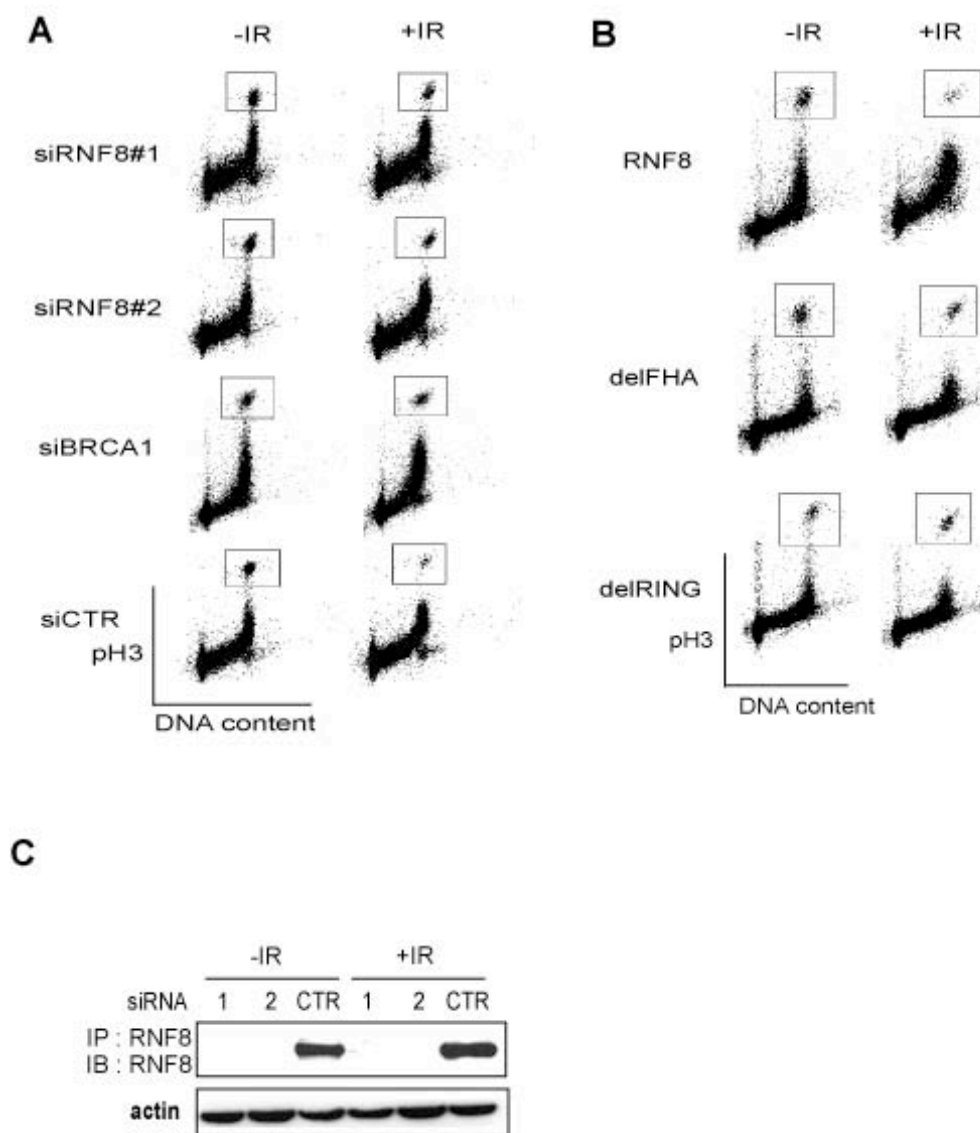 A
-IR +IR
siRNF8#1
siRNF8#2
siBRCA1
siCTR
pH3
DNA content
B
-IR +IR
RNF8
delFHA
delRING
pH3
DNA content
C
-IR +IR
siRNA 1 2 CTR 1 2 CTR
IP : RNF8
IB : RNF8
actin